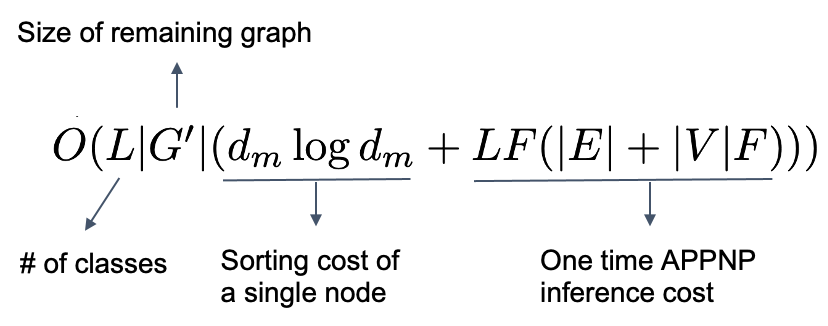 Size of remaining graph
O(L|G′|(d_m log d_m + LF(|E| + |V|F)))
# of classes
Sorting cost of
a single node
One time APPNP
inference cost